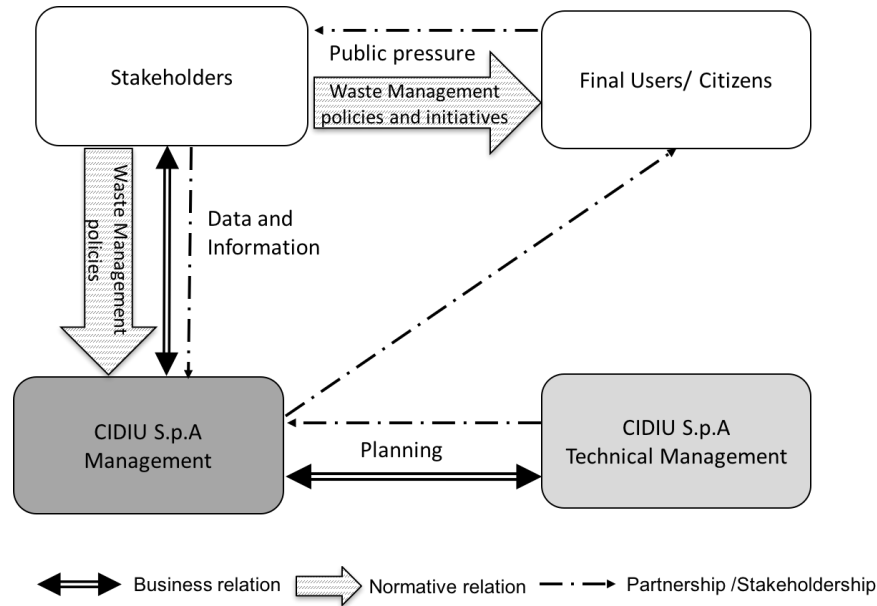 Stakeholders
Public pressure
Final Users/ Citizens
Waste Management
policies and initiatives
Waste Management
policies
Data and
Information
CIDIU S.p.A
Management
Planning
CIDIU S.p.A
Technical Management
Business relation
Normative relation
Partnership /Stakeholdership